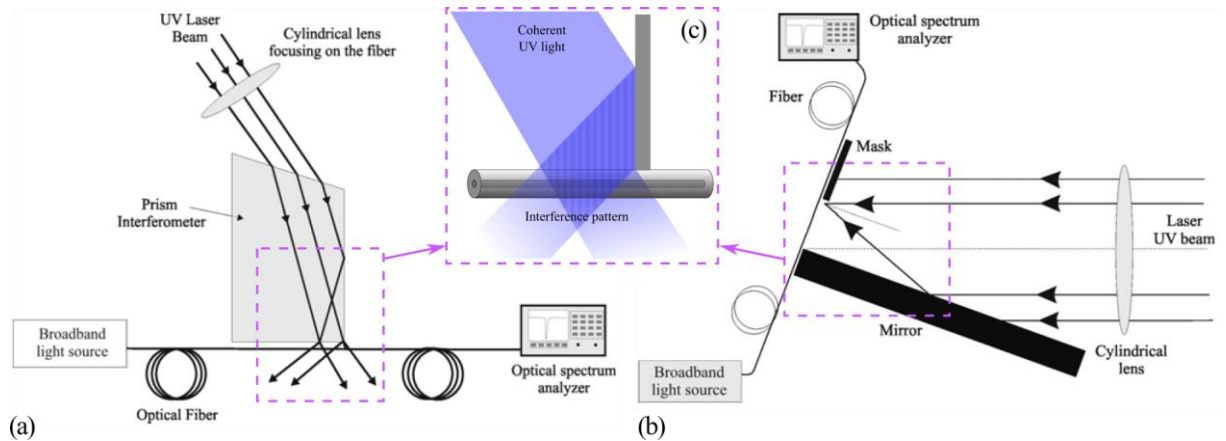 UV Laser
Beam
Cylindrical lens
focusing on the fiber
Prism
Interferometer
Broadband
light source
Optical Fiber
Optical spectrum
analyzer
(a)
Coherent
UV light
(c)
Interference pattern
Optical spectrum
analyzer
Fiber
Mask
Laser
UV beam
Mirror
Cylindrical
lens
Broadband
light source
(b)